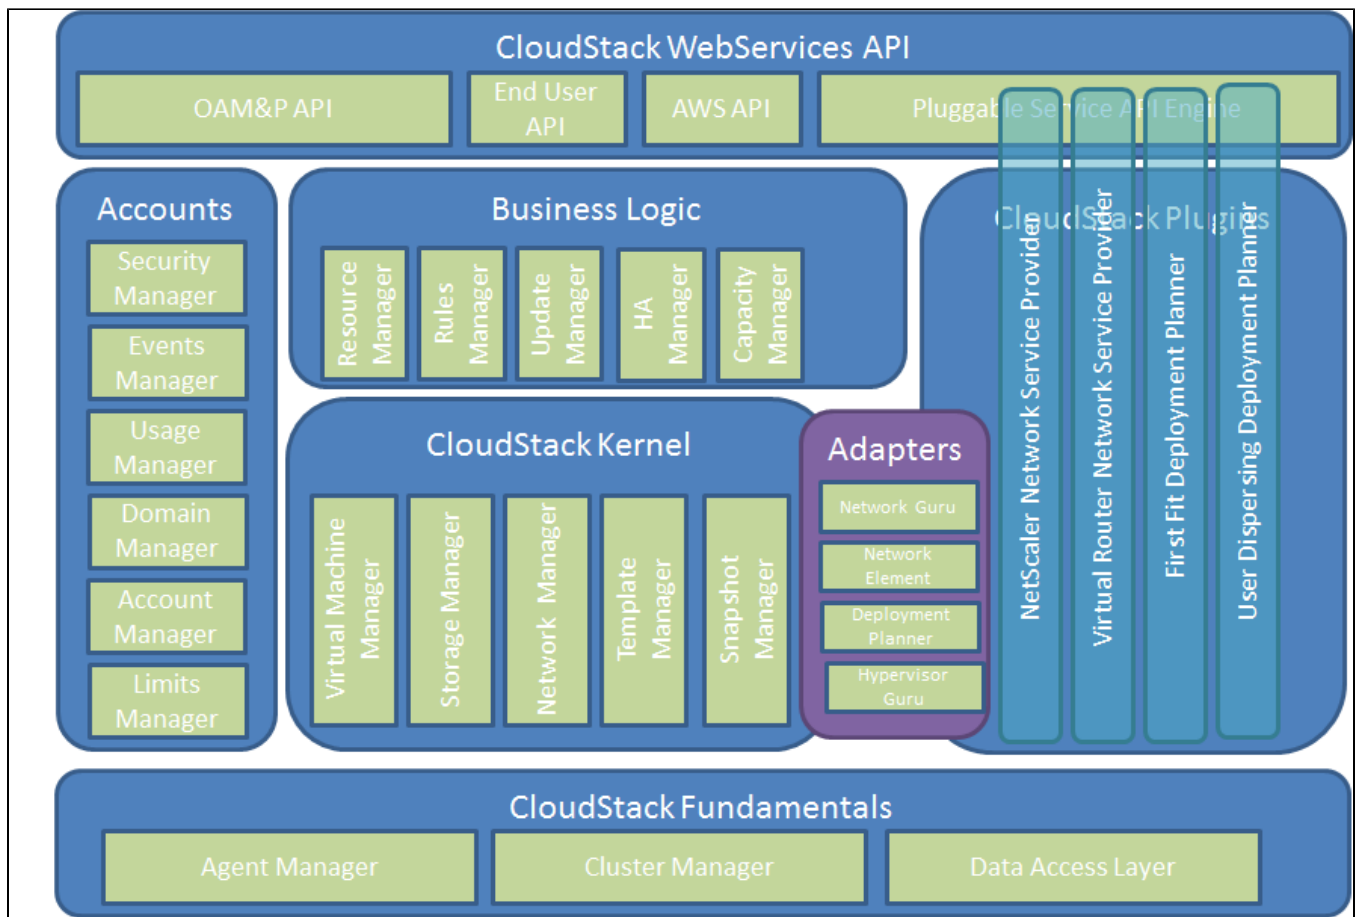 CloudStack WebServices API
OAM&P API
End User
API
AWS API
Pluggable Service API Engine
Accounts
Security
Manager
Events
Manager
Usage
Manager
Domain
Manager
Account
Manager
Limits
Manager
Business Logic
Resource
Manager
Rules
Manager
Update
Manager
HA
Manager
Capacity
Manager
CloudStack Kernel
Virtual Machine
Manager
Storage Manager
Network Manager
Template
Manager
Snapshot
Manager
Adapters
Network Guru
Network
Element
Deployment
Planner
Hypervisor
Guru
CloudStack Plugins
NetScaler Network Service Provider
Virtual Router Network Service Provider
First Fit Deployment Planner
User Dispersing Deployment Planner
CloudStack Fundamentals
Agent Manager
Cluster Manager
Data Access Layer